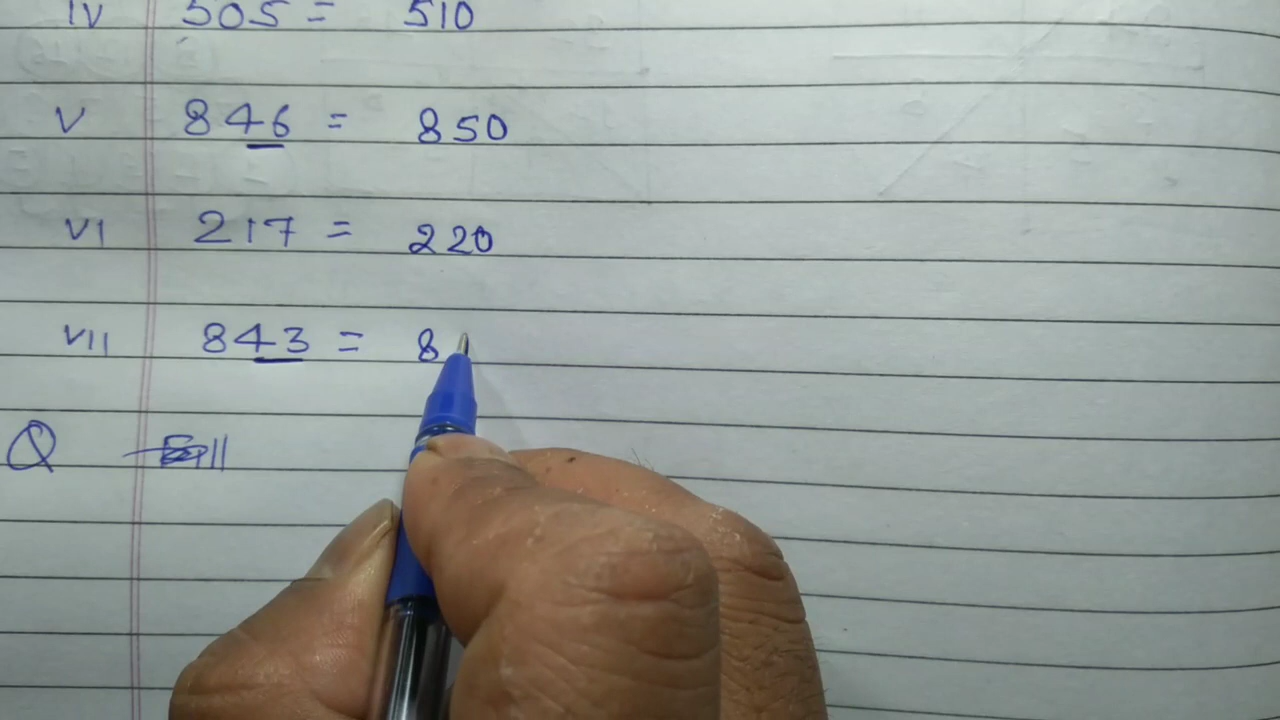 IV 505 = 510
V 846 = 850
VI 217 = 220
VII 843 = 8
Q